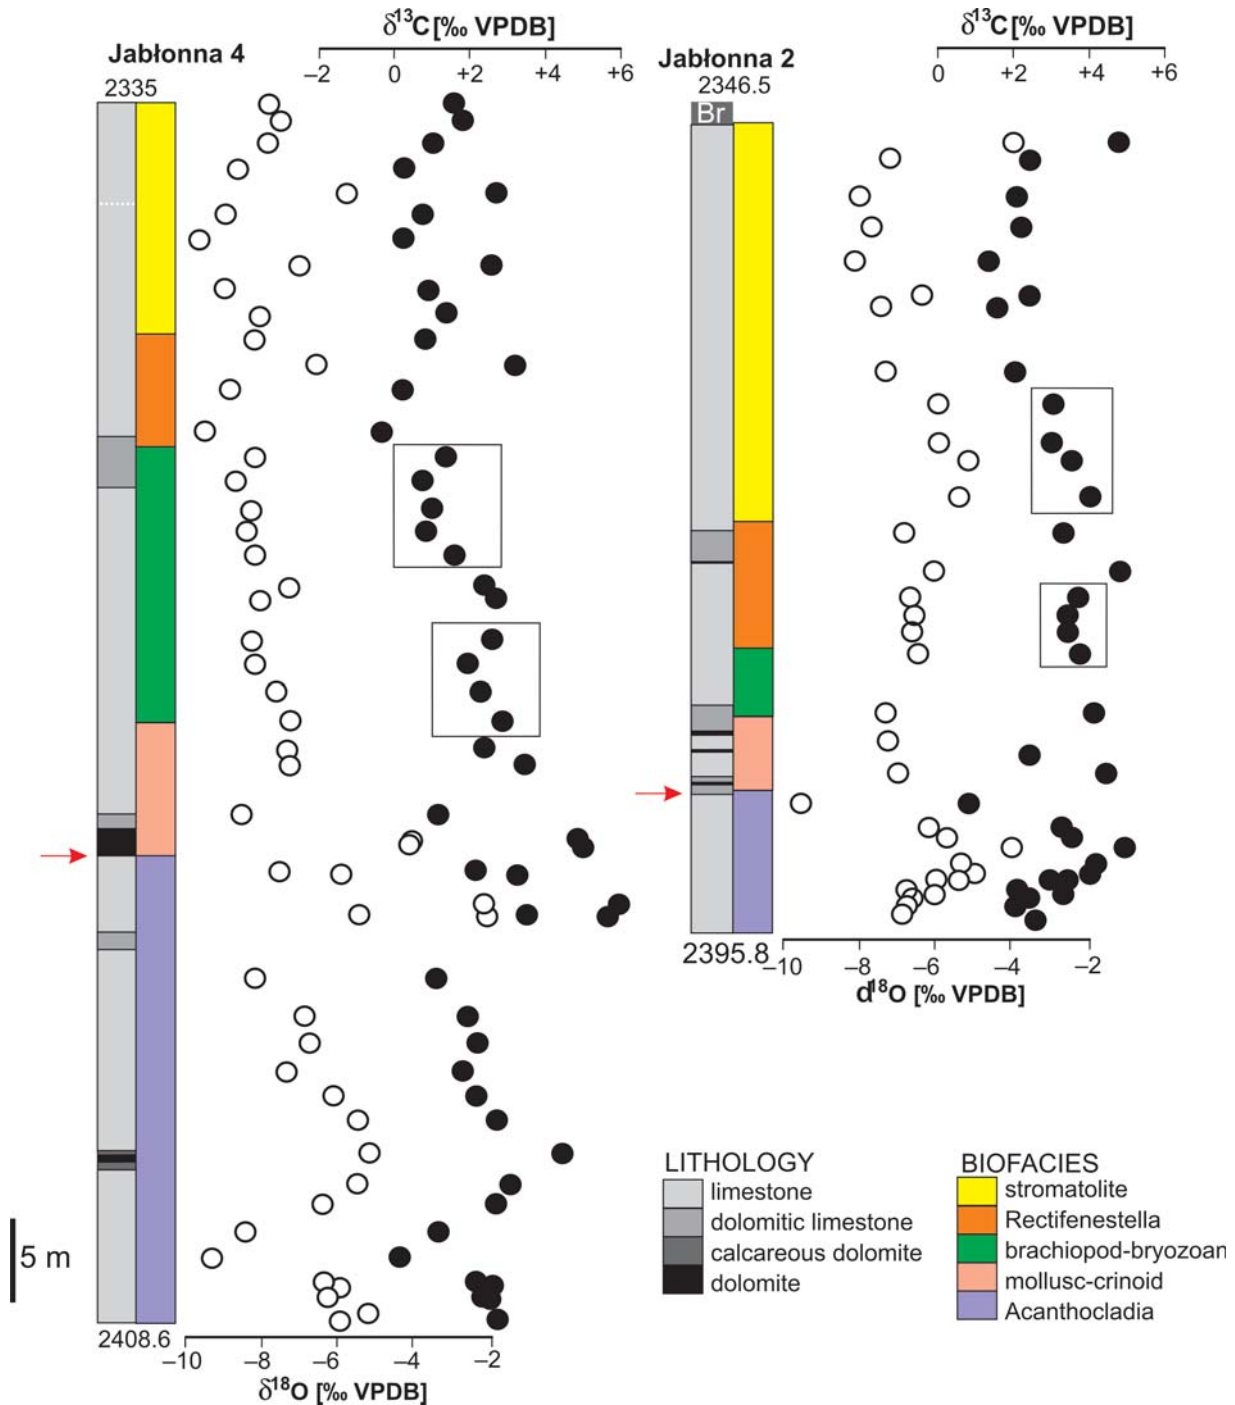 δ13C [‰ VPDB]
Jabłonna 4
–2 0 +2 +4 +6
2335
δ13C [‰ VPDB]
Jabłonna 2
0 +2 +4 +6
2346.5
Br
2395.8
–10 –8 –6 –4 –2
d18O [‰ VPDB]
5 m
2408.6
–10 –8 –6 –4 –2
δ18O [‰ VPDB]
LITHOLOGY
limestone
dolomitic limestone
calcareous dolomite
dolomite
BIOFACIES
stromatolite
Rectifenestella
brachiopod-bryozoan
mollusc-crinoid
Acanthocladia